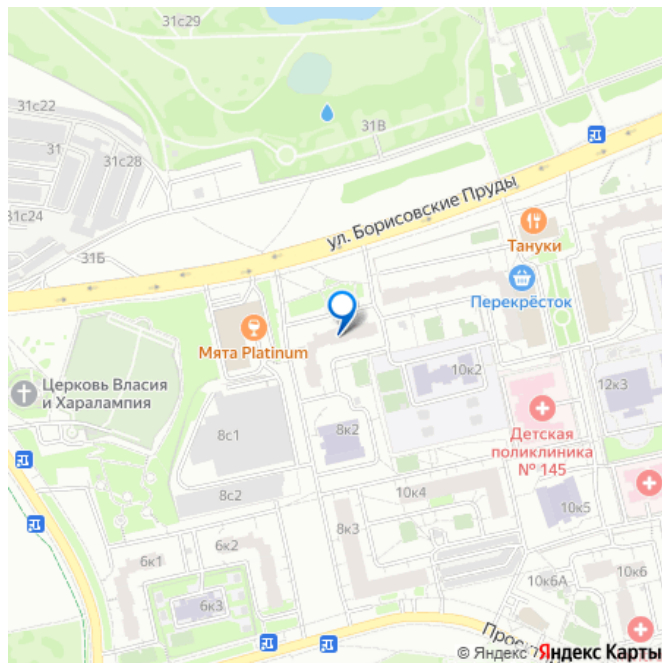 31с29
31с22
31
31с28
31В
31с24
31Б
ул. Борисовские Пруды
Тануки
Перекрёсток
Мята Platinum
Церковь Власия
и Харалампия
10к2
12к3
8с1
8к2
Детская
поликлиника
№ 145
8с2
10к4
10к5
8к3
6к1
6к2
6к3
10к6А
10к6
© Яндекс
Яндекс Карты